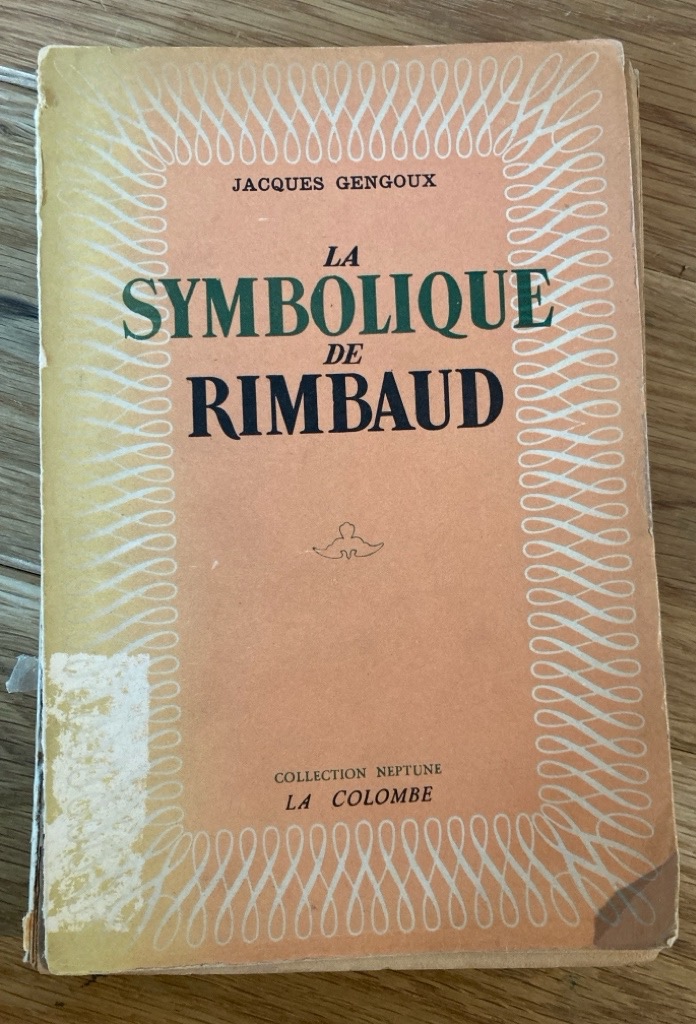 JACQUES GENGOUX
LA
SYMBOLIQUE
DE
RIMBAUD
COLLECTION NEPTUNE
LA COLOMBE